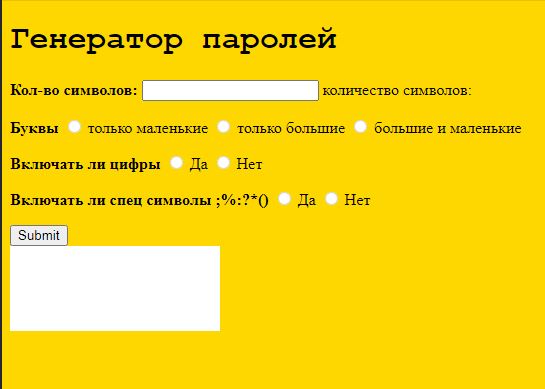 Генератор паролей
Кол-во символов: количество символов:
Буквы только маленькие только большие большие и маленькие
Включать ли цифры Да Нет
Включать ли спец символы ;%:?*() Да Нет
Submit